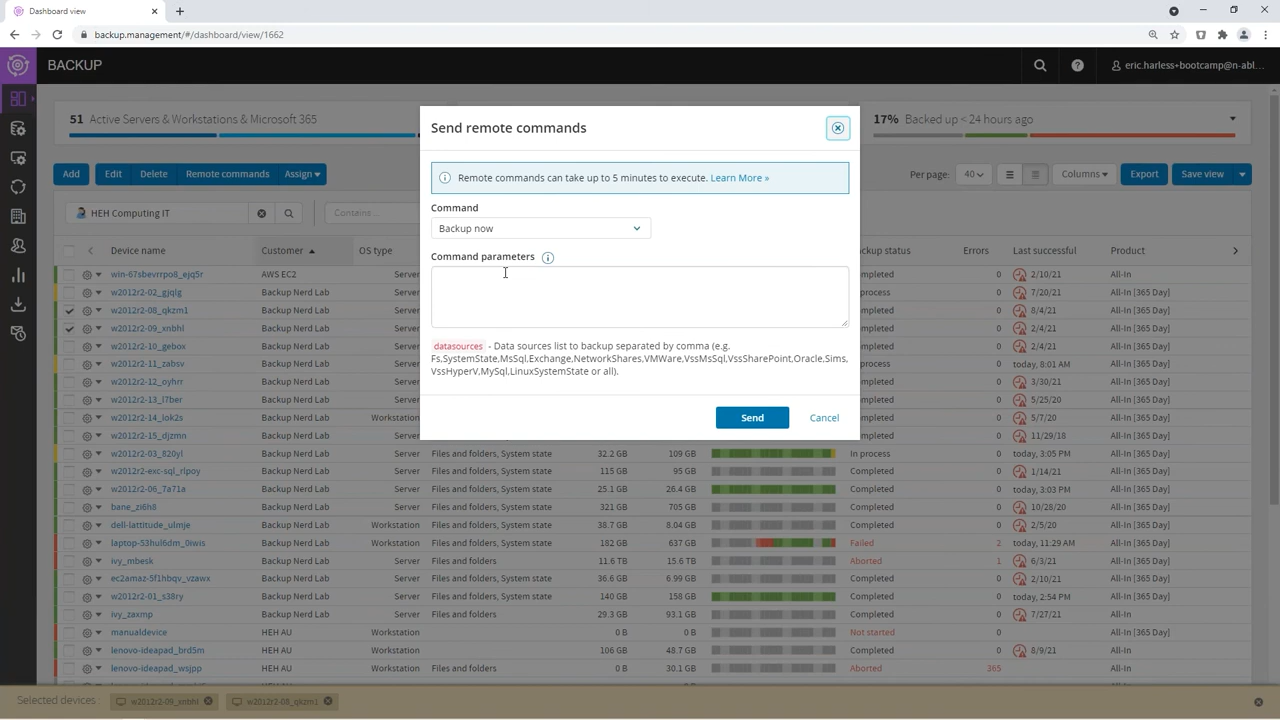 Dashboard view
backup.management/#/dashboard/view/1662
BACKUP
eric.harless+bootcamp@n-abl...
51 Active Servers & Workstations & Microsoft 365
17% Backed up < 24 hours ago
Add Edit Delete Remote commands Assign
Per page: 40 Columns Export Save view
HEH Computing IT Contains ...
Send remote commands
Remote commands can take up to 5 minutes to execute. Learn More »
Command
Backup now
Command parameters
datasources - Data sources list to backup separated by comma (e.g.
Fs,SystemState,MsSql,Exchange,NetworkShares,VMWare,VssMsSql,VssSharePoint,Oracle,Sims,
VssHyperV,MySql,LinuxSystemState or all).
Send Cancel
Device name Customer OS type ckup status Errors Last successful Product
win-67sbevrrpo8_ejq5r AWS EC2 Server ompleted 0 2/10/21 All-In
w2012r2-02_gjqlg Backup Nerd Lab Server process 0 7/20/21 All-In [365 Day]
w2012r2-08_qkzm1 Backup Nerd Lab Server ompleted 0 8/4/21 All-In [365 Day]
w2012r2-09_xnbhl Backup Nerd Lab Server ompleted 0 2/4/21 All-In [365 Day]
w2012r2-10_gebox Backup Nerd Lab Server ompleted 0 2/4/21 All-In [365 Day]
w2012r2-11_zabsv Backup Nerd Lab Server process 0 today, 8:01 AM All-In [365 Day]
w2012r2-12_oyhrr Backup Nerd Lab Server ompleted 0 3/30/21 All-In [365 Day]
w2012r2-13_l7ber Backup Nerd Lab Server ompleted 0 5/25/20 All-In [365 Day]
w2012r2-14_lok2s Backup Nerd Lab Workstation ompleted 0 5/7/20 All-In [365 Day]
w2012r2-15_djzmn Backup Nerd Lab Server ompleted 0 11/29/18 All-In [365 Day]
w2012r2-03_820yl Backup Nerd Lab Server Files and folders, System state 32.2 GB 109 GB In process 0 today, 3:05 PM All-In [365 Day]
w2012r2-exc-sql_rlpoy Backup Nerd Lab Server Files and folders, System state 115 GB 95 GB Completed 0 1/14/21 All-In [365 Day]
w2012r2-06_7a71a Backup Nerd Lab Server Files and folders, System state 25.1 GB 26.4 GB Completed 0 today, 3:03 PM All-In [365 Day]
bane_zi6h8 Backup Nerd Lab Server Files and folders, System state 321 GB 705 GB Completed 0 10/28/20 All-In [365 Day]
dell-lattitude_ulmje Backup Nerd Lab Workstation Files and folders, System state 38.7 GB 8.04 GB Completed 0 2/5/20 All-In [365 Day]
laptop-53hul6dm_0iwis Backup Nerd Lab Workstation Files and folders, System state 182 GB 637 GB Failed 2 today, 11:29 AM All-In [365 Day]
ivy_mbesk Backup Nerd Lab Server Files and folders 11.6 TB 15.6 TB Aborted 1 6/3/21 All-In
ec2amaz-5f1hbqv_vzawx Backup Nerd Lab Server Files and folders, System state 36.6 GB 6.99 GB Completed 0 2/10/21 All-In
w2012r2-01_s38ry Backup Nerd Lab Server Files and folders, System state 140 GB 158 GB Completed 0 today, 2:54 PM All-In [365 Day]
ivy_zaxmp Backup Nerd Lab Server Files and folders 29.3 GB 93.1 GB Completed 0 7/27/21 All-In
manualdevice HEH AU Workstation 0 B 0 B Not started 0 All-In [365 Day]
lenovo-ideapad_brd5m HEH AU Workstation 106 GB 48.7 GB Completed 0 8/9/21 All-In
lenovo-ideapad_wsjpp HEH AU Workstation Files and folders 0 B 30.1 GB Aborted 365 All-In
Selected devices : w2012r2-09_xnbhl w2012r2-08_qkzm1